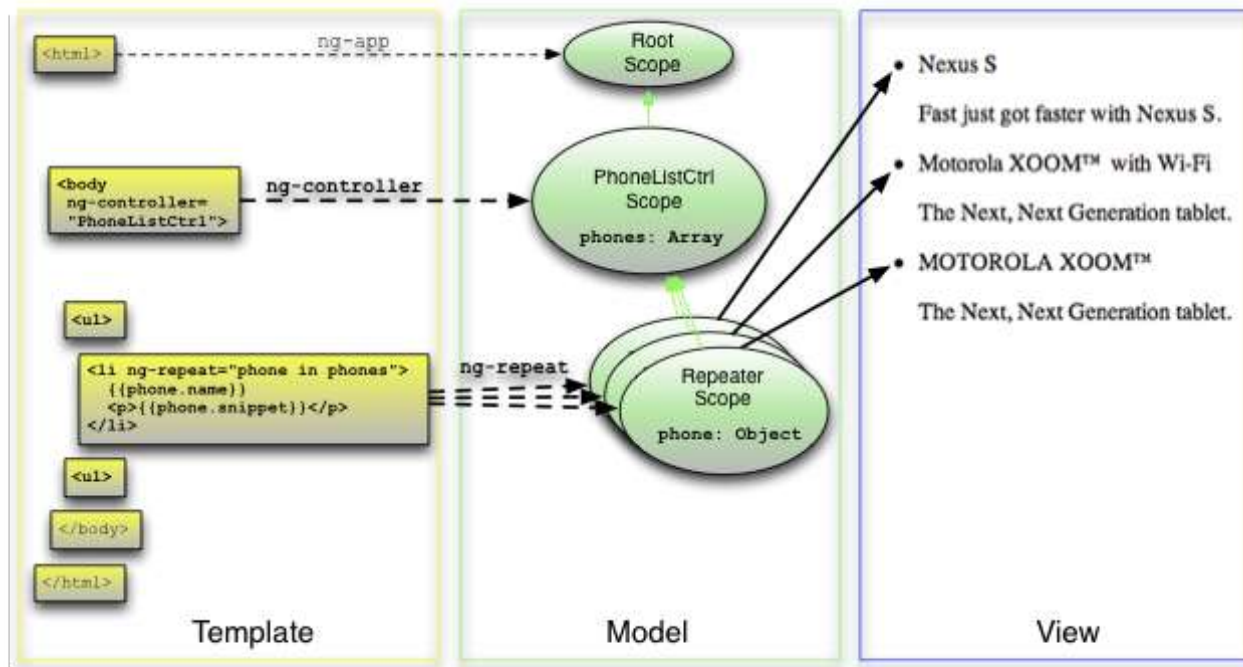 <html>
ng-app
Root
Scope
<body
ng-controller=
"PhoneListCtrl">
ng-controller
PhoneListCtrl
Scope
phones: Array
<ul>
<li ng-repeat="phone in phones">
{{phone.name}}
<p>{{phone.snippet}}</p>
</li>
ng-repeat
Repeater
Scope
phone: Object
<ul>
</body>
</html>
• Nexus S
Fast just got faster with Nexus S.
• Motorola XOOM™ with Wi-Fi
The Next, Next Generation tablet.
• MOTOROLA XOOM™
The Next, Next Generation tablet.
Template
Model
View